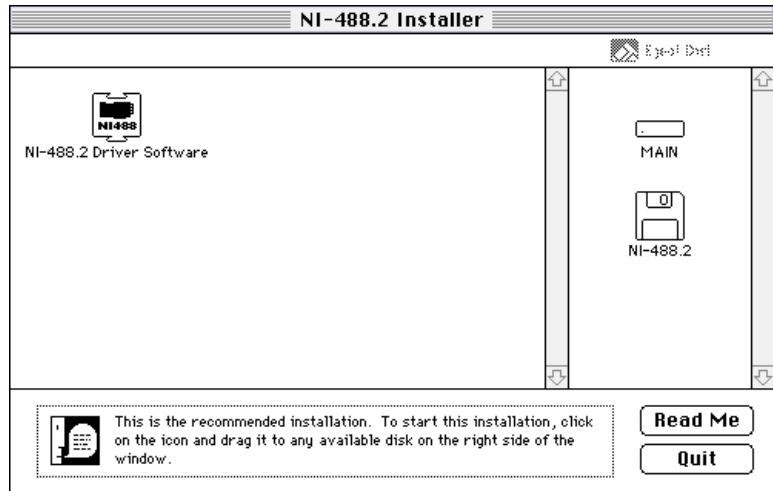 NI-488.2 Installer
Eject Disk
NI488
NI-488.2 Driver Software
MAIN
NI-488.2
This is the recommended installation. To start this installation, click
on the icon and drag it to any available disk on the right side of the
window.
Read Me
Quit